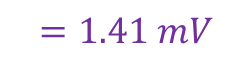 = 1.41 mV